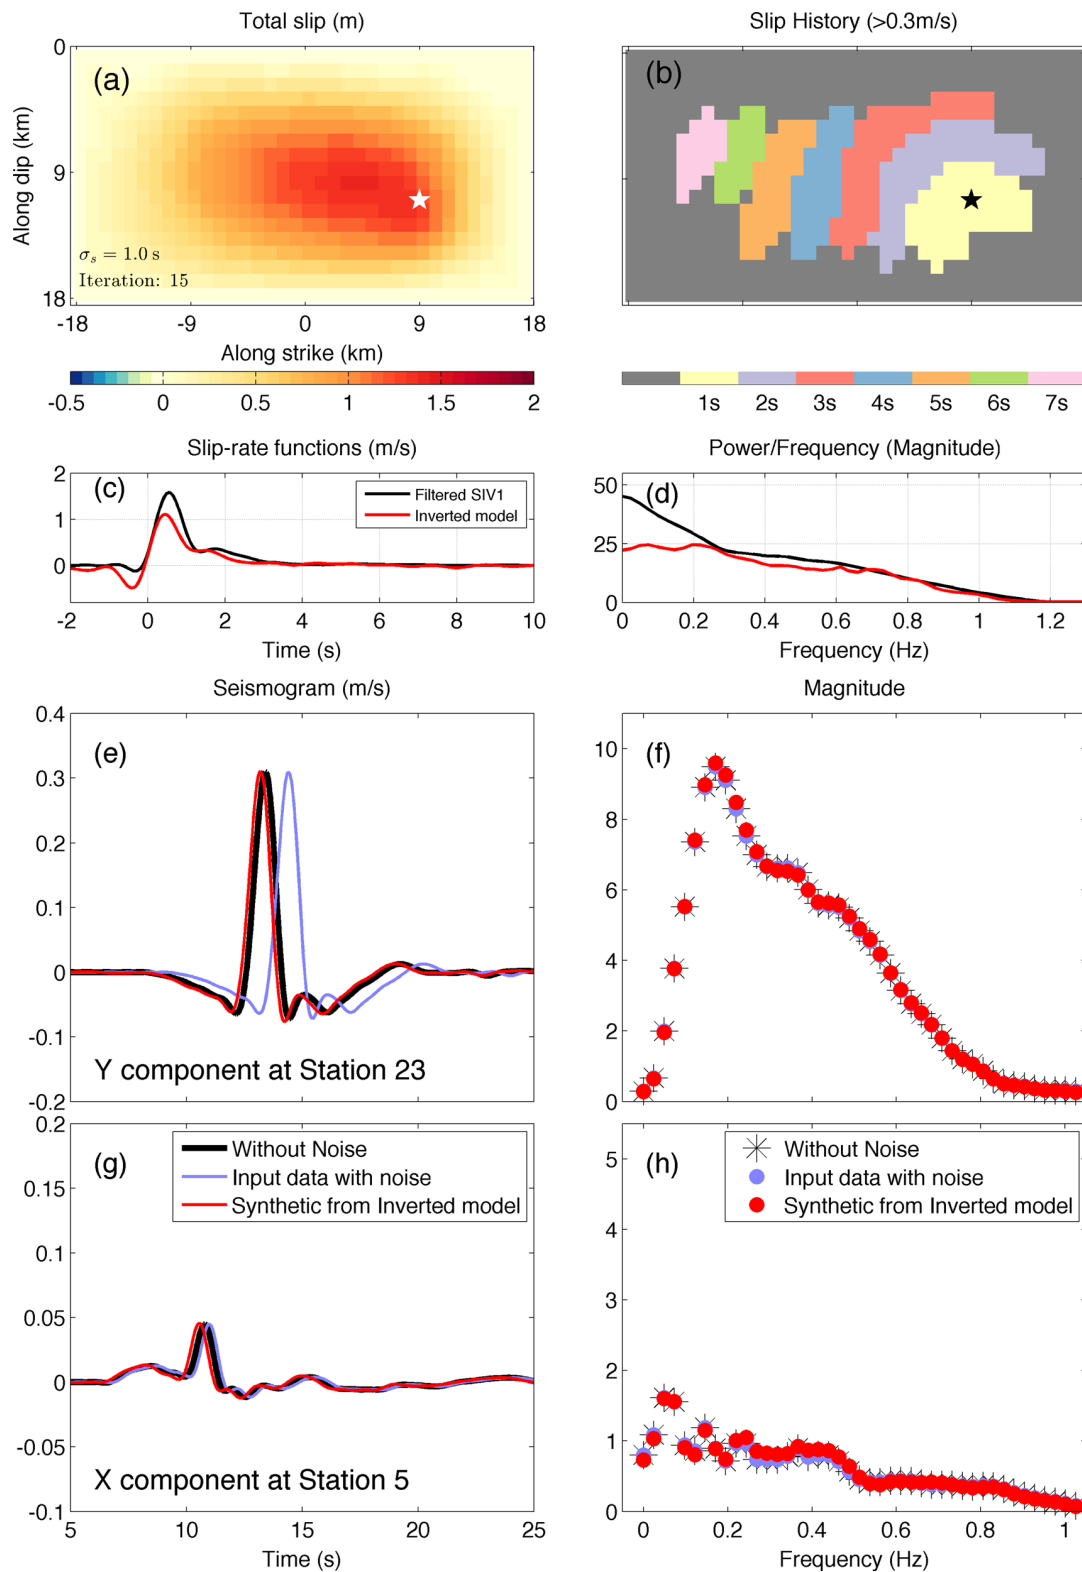 Total slip (m)
Slip History (>0.3m/s)
(a)
(b)
0
9
18
Along dip (km)
σs = 1.0 s
Iteration: 15
-18
-9
0
9
18
Along strike (km)
-0.5
0
0.5
1
1.5
2
1s
2s
3s
4s
5s
6s
7s
Slip-rate functions (m/s)
Power/Frequency (Magnitude)
(c)
2
1
0
Filtered SIV1
Inverted model
(d)
50
25
0
-2
0
2
4
6
8
10
Time (s)
0
0.2
0.4
0.6
0.8
1
1.2
Frequency (Hz)
Seismogram (m/s)
Magnitude
(e)
0.4
0.3
0.2
0.1
0
-0.1
-0.2
Y component at Station 23
(f)
10
8
6
4
2
0
(g)
0.2
0.15
0.1
0.05
0
-0.05
-0.1
Without Noise
Input data with noise
Synthetic from Inverted model
X component at Station 5
5
10
15
20
25
Time (s)
(h)
5
4
3
2
1
0
Without Noise
Input data with noise
Synthetic from Inverted model
0
0.2
0.4
0.6
0.8
1
Frequency (Hz)